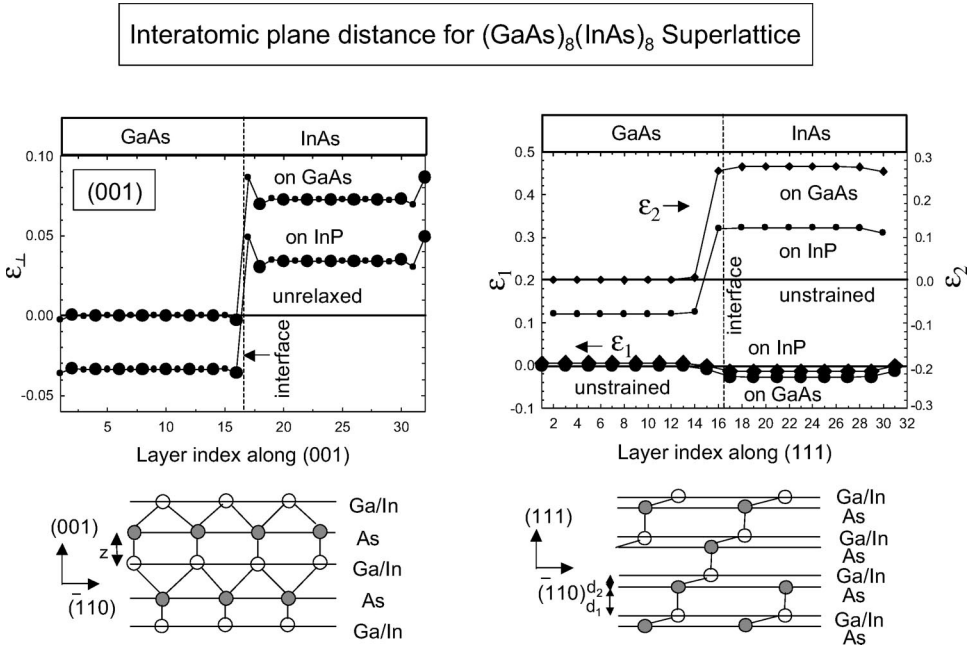 Interatomic plane distance for (GaAs)₈(InAs)₈ Superlattice
GaAs InAs
0.10
0.05
0.00
-0.05
ε⊥
(001)
on GaAs
on InP
unrelaxed
interface
5 10 15 20 25 30
Layer index along (001)
GaAs InAs
0.5
0.4
0.3
0.2
0.1
0.0
-0.1
ε₁
0.3
0.2
0.1
0.0
-0.1
-0.2
-0.3
ε₂
ε₂
on GaAs
on InP
interface
unstrained
ε₁
on InP
unstrained
on GaAs
2 4 6 8 10 12 14 16 18 20 22 24 26 28 30 32
Layer index along (111)
(001)
z
(1̄10)
Ga/In
As
Ga/In
As
Ga/In
(111)
(1̄10)
d₂
d₁
Ga/In
As
Ga/In
As
Ga/In
As
Ga/In
As